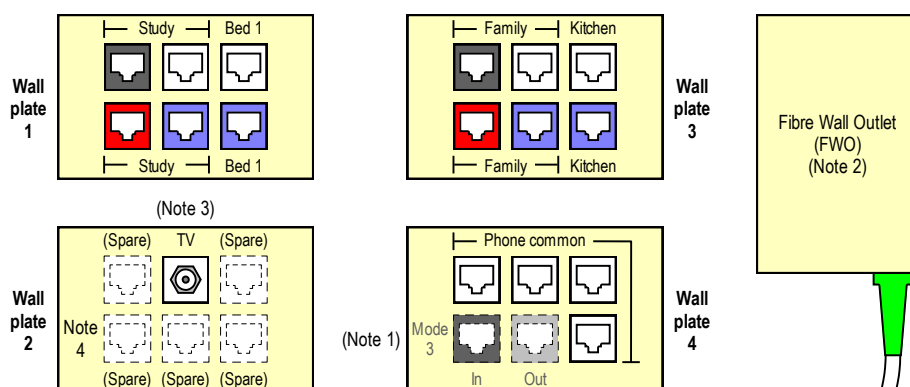 Study Bed 1
Wall plate 1
Study Bed 1
Family Kitchen
Wall plate 3
Family Kitchen
Fibre Wall Outlet
(FWO)
(Note 2)
(Note 3)
(Spare) TV (Spare)
Wall plate 2
Note 4
(Spare) (Spare) (Spare)
(Note 1)
Phone common
Mode 3
In Out
Wall plate 4